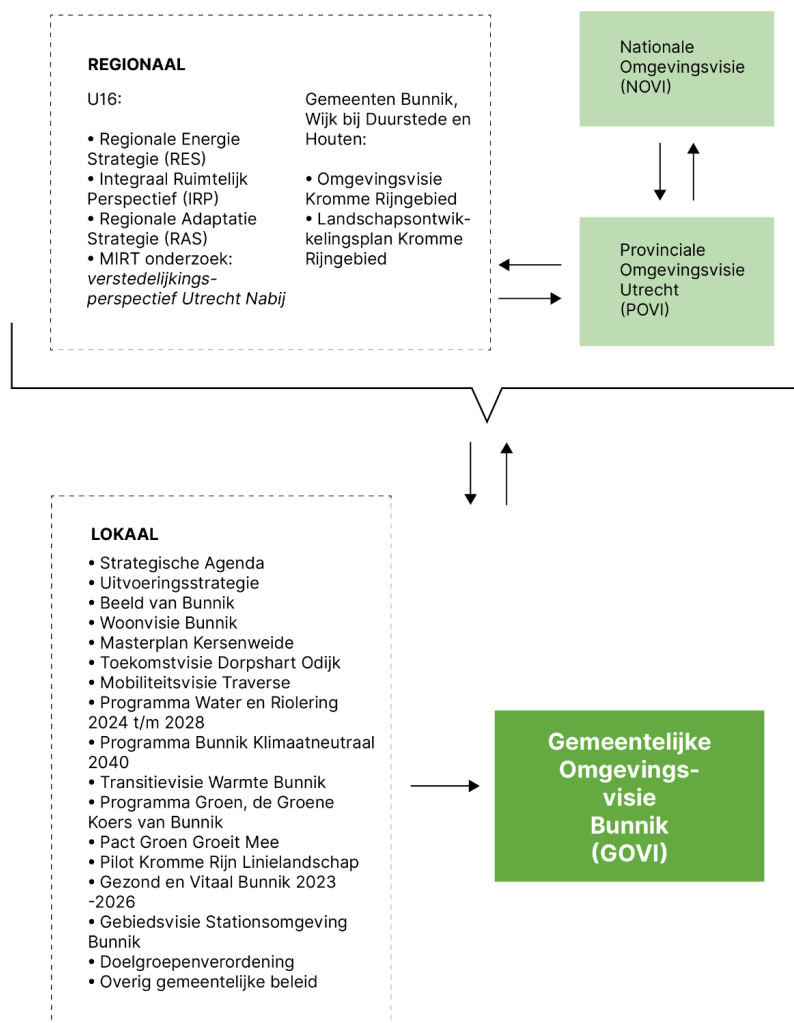 REGIONAAL
U16:
• Regionale Energie
Strategie (RES)
• Integraal Ruimtelijk
Perspectief (IRP)
• Regionale Adaptatie
Strategie (RAS)
• MIRT onderzoek:
verstedelijkings-
perspectief Utrecht Nabij
Gemeenten Bunnik,
Wijk bij Duurstede en
Houten:
• Omgevingsvisie
Kromme Rijngebied
• Landschapsontwik-
kelingsplan Kromme
Rijngebied
Nationale
Omgevingsvisie
(NOVI)
Provinciale
Omgevingsvisie
Utrecht
(POVI)
LOKAAL
• Strategische Agenda
• Uitvoeringsstrategie
• Beeld van Bunnik
• Woonvisie Bunnik
• Masterplan Kersenweide
• Toekomstvisie Dorpshart Odijk
• Mobiliteitsvisie Traverse
• Programma Water en Riolering
2024 t/m 2028
• Programma Bunnik Klimaatneutraal
2040
• Transitievisie Warmte Bunnik
• Programma Groen, de Groene
Koers van Bunnik
• Pact Groen Groeit Mee
• Pilot Kromme Rijn Linielandschap
• Gezond en Vitaal Bunnik 2023
-2026
• Gebiedsvisie Stationsomgeving
Bunnik
• Doelgroepenverordening
• Overig gemeentelijke beleid
Gemeentelijke
Omgevings-
visie
Bunnik
(GOVI)